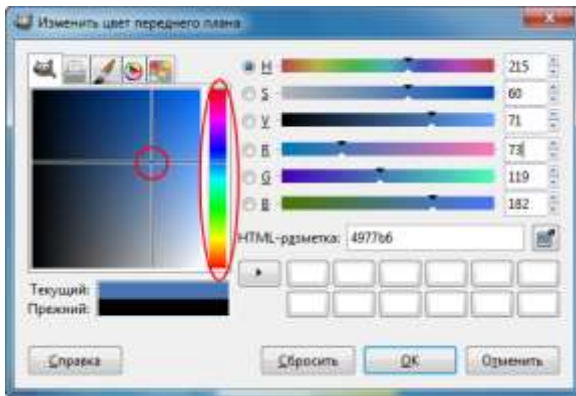 Изменить цвет переднего плана
H 215
S 60
V 71
R 73
G 119
B 182
HTML-разметка: 4977b6
Текущий:
Прежний:
Справка Сбросить OK Отменить